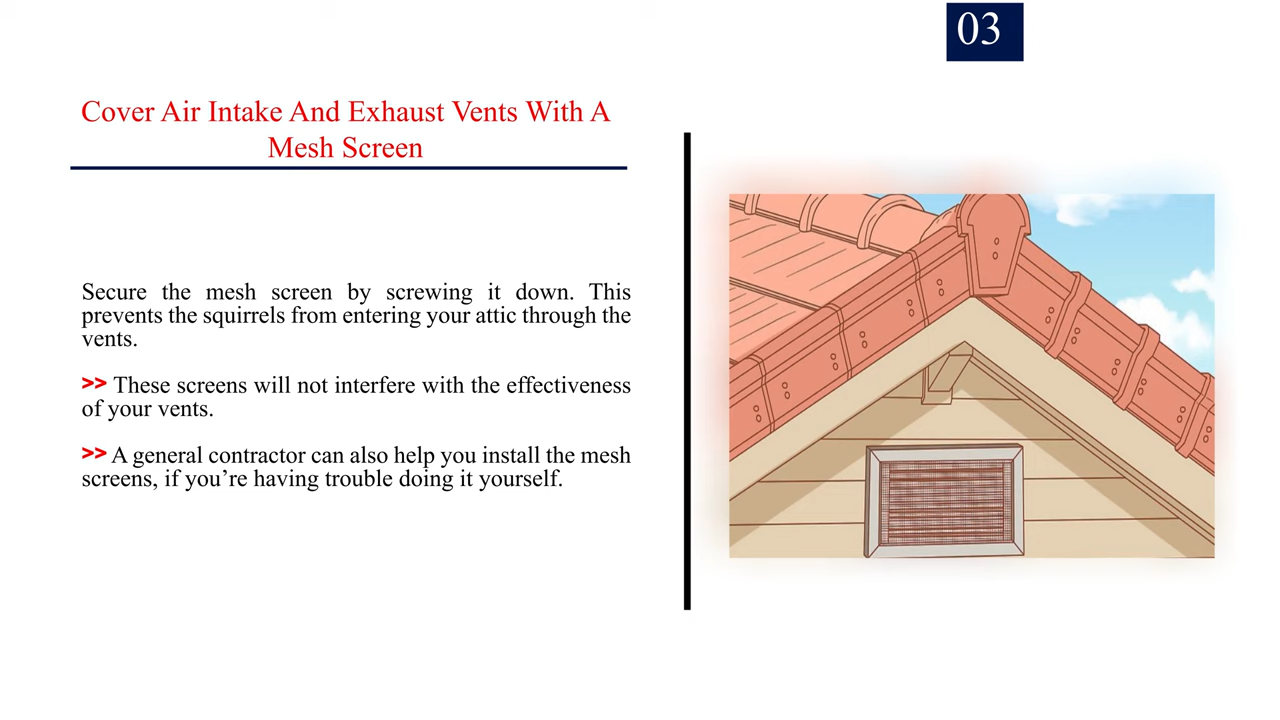 03
Cover Air Intake And Exhaust Vents With A
Mesh Screen
Secure the mesh screen by screwing it down. This
prevents the squirrels from entering your attic through the
vents.
>> These screens will not interfere with the effectiveness
of your vents.
>> A general contractor can also help you install the mesh
screens, if you’re having trouble doing it yourself.